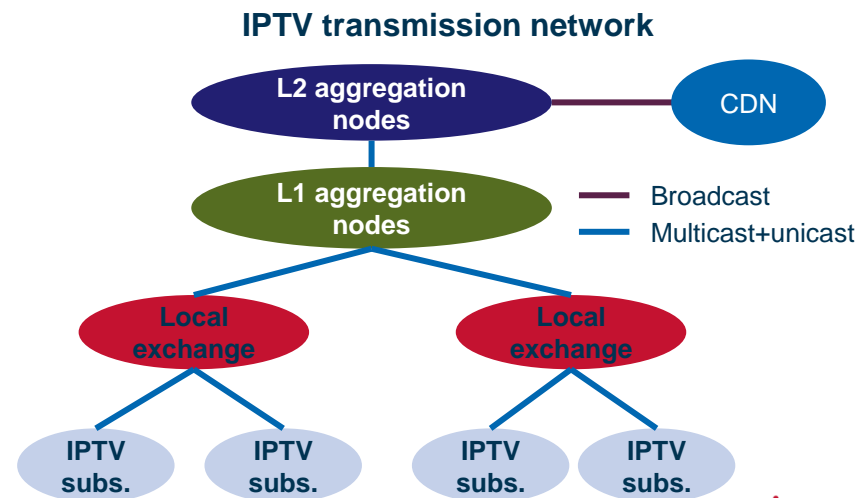 IPTV transmission network
L2 aggregation
nodes
CDN
L1 aggregation
nodes
Broadcast
Multicast+unicast
Local
exchange
Local
exchange
IPTV
subs.
IPTV
subs.
IPTV
subs.
IPTV
subs.